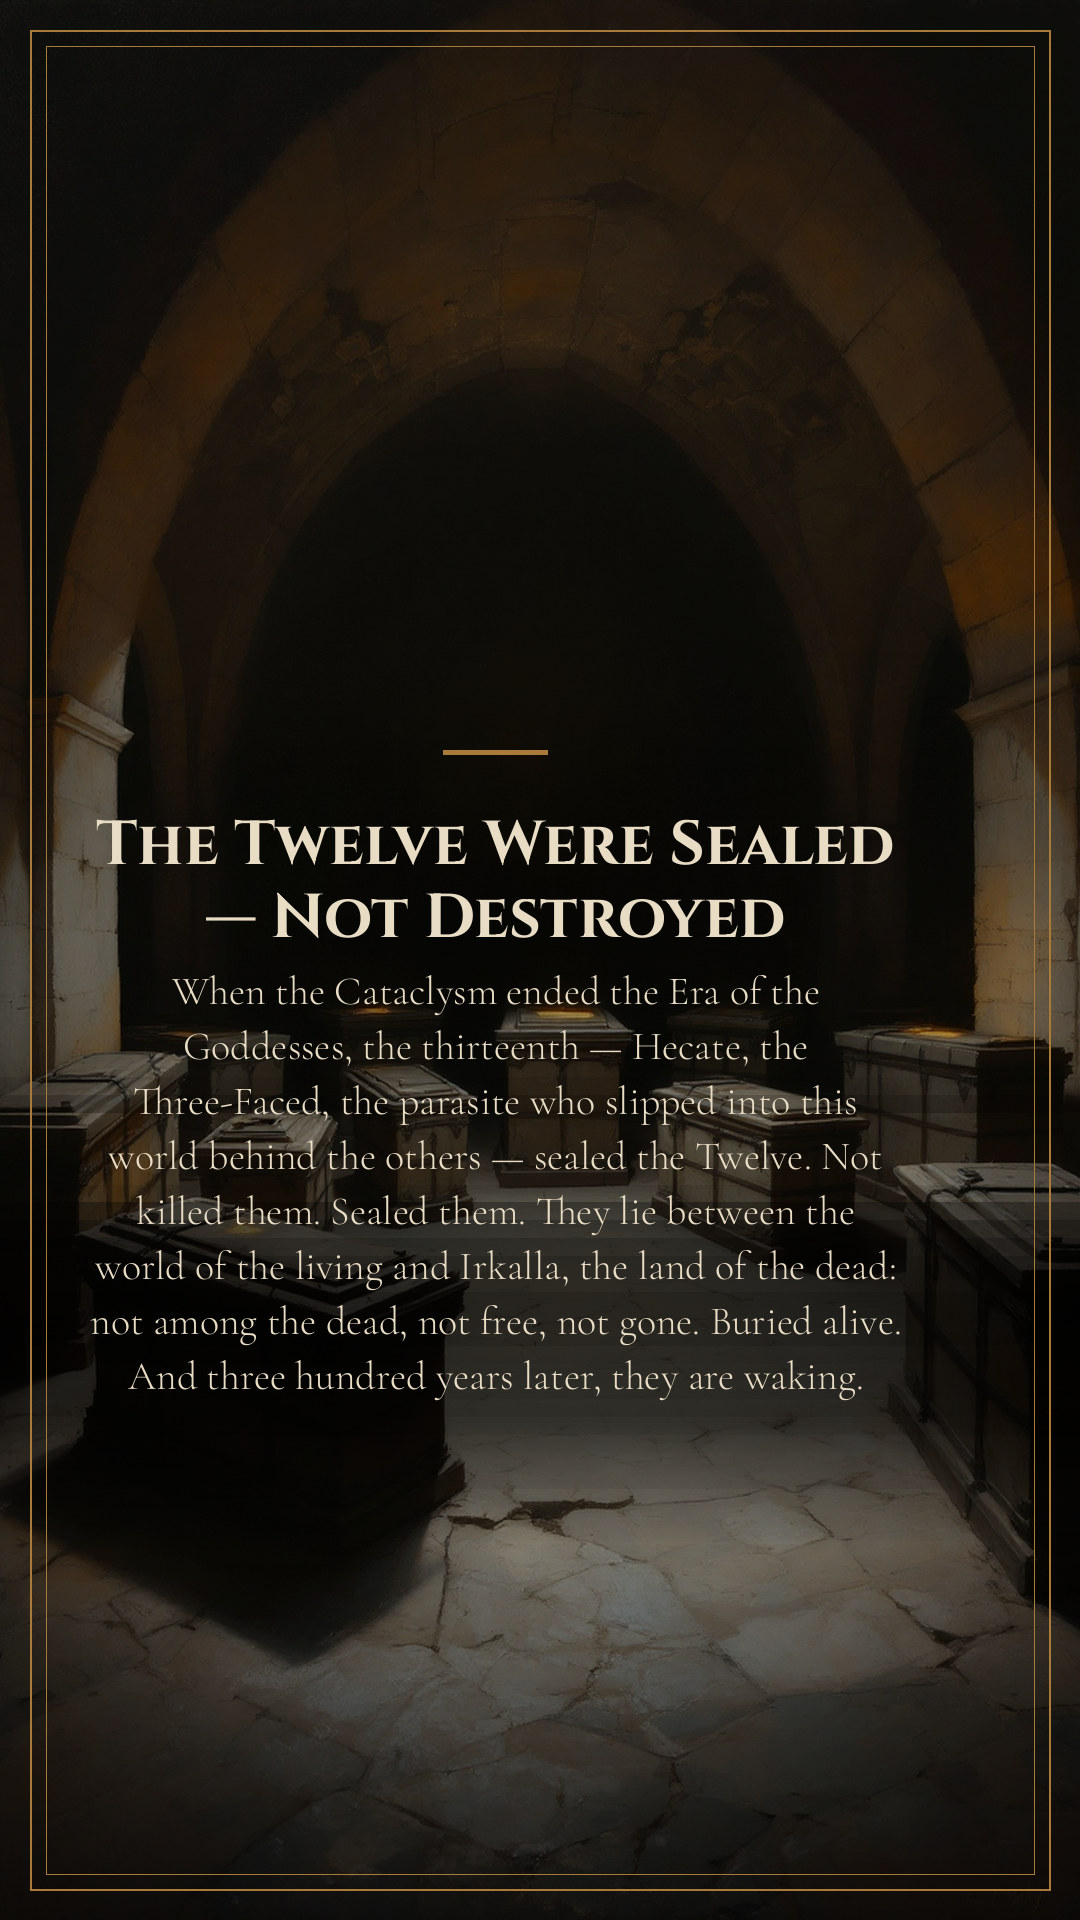 The Twelve Were Sealed
— Not Destroyed
When the Cataclysm ended the Era of the
Goddesses, the thirteenth — Hecate, the
Three-Faced, the parasite who slipped into this
world behind the others — sealed the Twelve. Not
killed them. Sealed them. They lie between the
world of the living and Irkalla, the land of the dead:
not among the dead, not free, not gone. Buried alive.
And three hundred years later, they are waking.